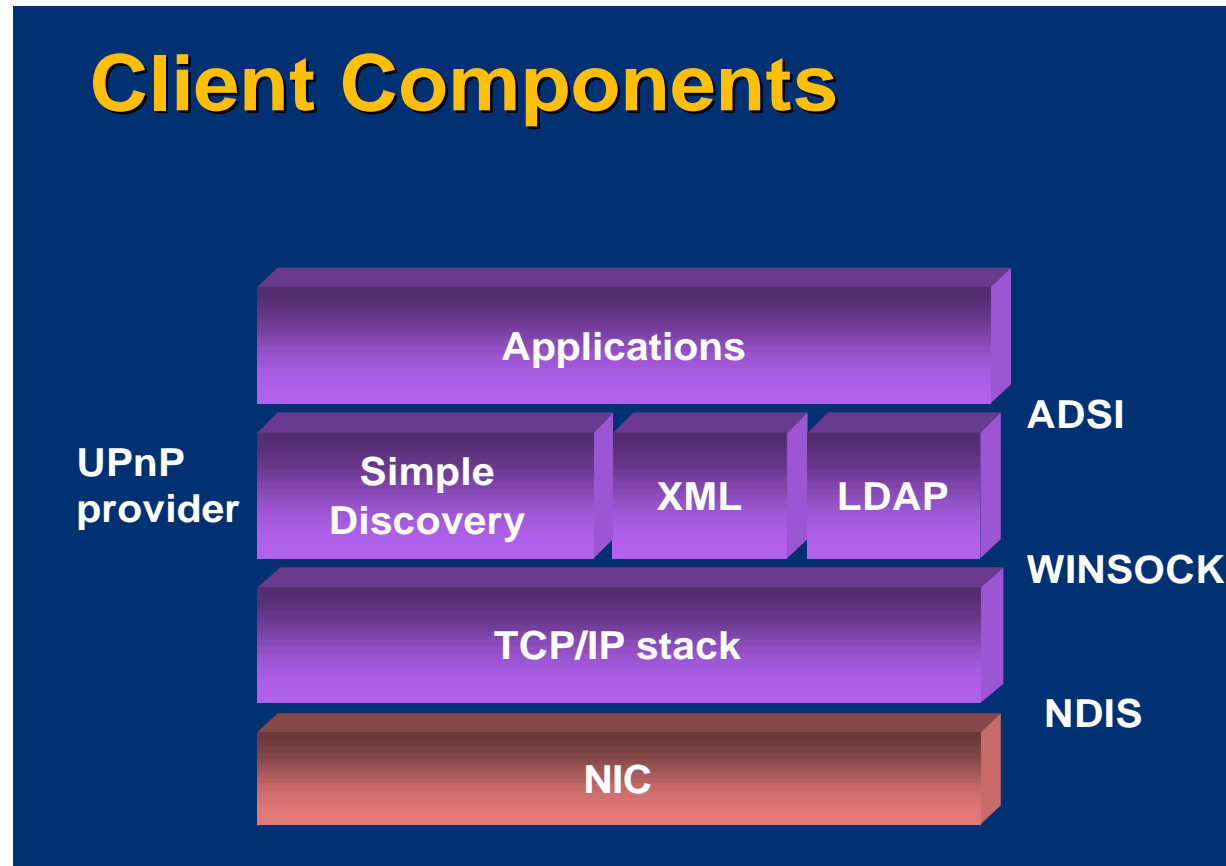 Client Components
Applications
ADSI
UPnP
provider
Simple
Discovery
XML
LDAP
WINSOCK
TCP/IP stack
NDIS
NIC